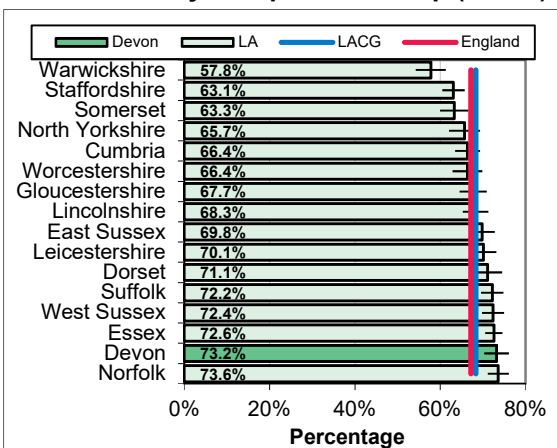 Devon LA LACG England
Warwickshire 57.8%
Staffordshire 63.1%
Somerset 63.3%
North Yorkshire 65.7%
Cumbria 66.4%
Worcestershire 66.4%
Gloucestershire 67.7%
Lincolnshire 68.3%
East Sussex 69.8%
Leicestershire 70.1%
Dorset 71.1%
Suffolk 72.2%
West Sussex 72.4%
Essex 72.6%
Devon 73.2%
Norfolk 73.6%
0% 20% 40% 60% 80%
Percentage